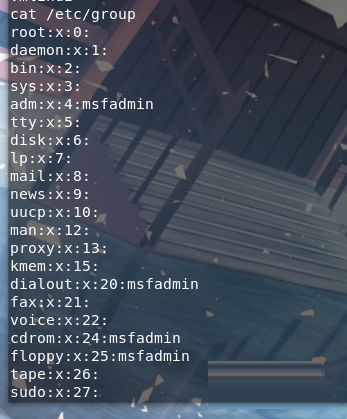 cat /etc/group
root:x:0:
daemon:x:1:
bin:x:2:
sys:x:3:
adm:x:4:msfadmin
tty:x:5:
disk:x:6:
lp:x:7:
mail:x:8:
news:x:9:
uucp:x:10:
man:x:12:
proxy:x:13:
kmem:x:15:
dialout:x:20:msfadmin
fax:x:21:
voice:x:22:
cdrom:x:24:msfadmin
floppy:x:25:msfadmin
tape:x:26:
sudo:x:27: